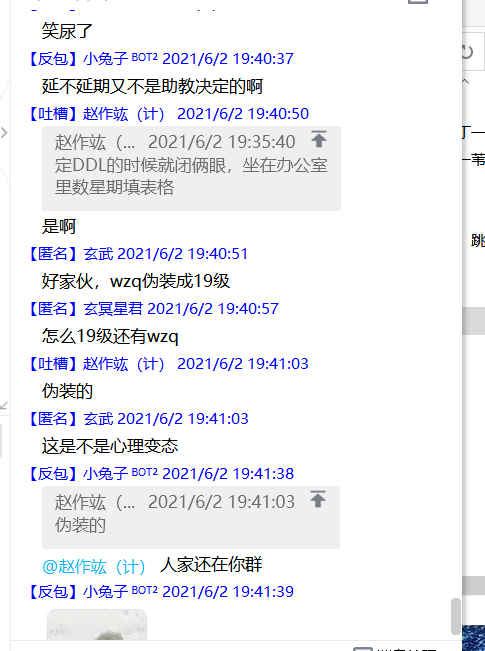 笑尿了
【反包】小兔子 BOT2 2021/6/2 19:40:37
延不延期又不是助教决定的啊
【吐槽】赵作竑（计） 2021/6/2 19:40:50
赵作竑（... 2021/6/2 19:35:40
定DDL的时候就闭俩眼，坐在办公室
里数星期填表格
是啊
【匿名】玄武 2021/6/2 19:40:51
好家伙，wzq伪装成19级
【匿名】玄冥星君 2021/6/2 19:40:57
怎么19级还有wzq
【吐槽】赵作竑（计） 2021/6/2 19:41:03
伪装的
【匿名】玄武 2021/6/2 19:41:03
这是不是心理变态
【反包】小兔子 BOT2 2021/6/2 19:41:38
赵作竑（... 2021/6/2 19:41:03
伪装的
@赵作竑（计） 人家还在你群
【反包】小兔子 BOT2 2021/6/2 19:41:39
丁一
一苇
跳